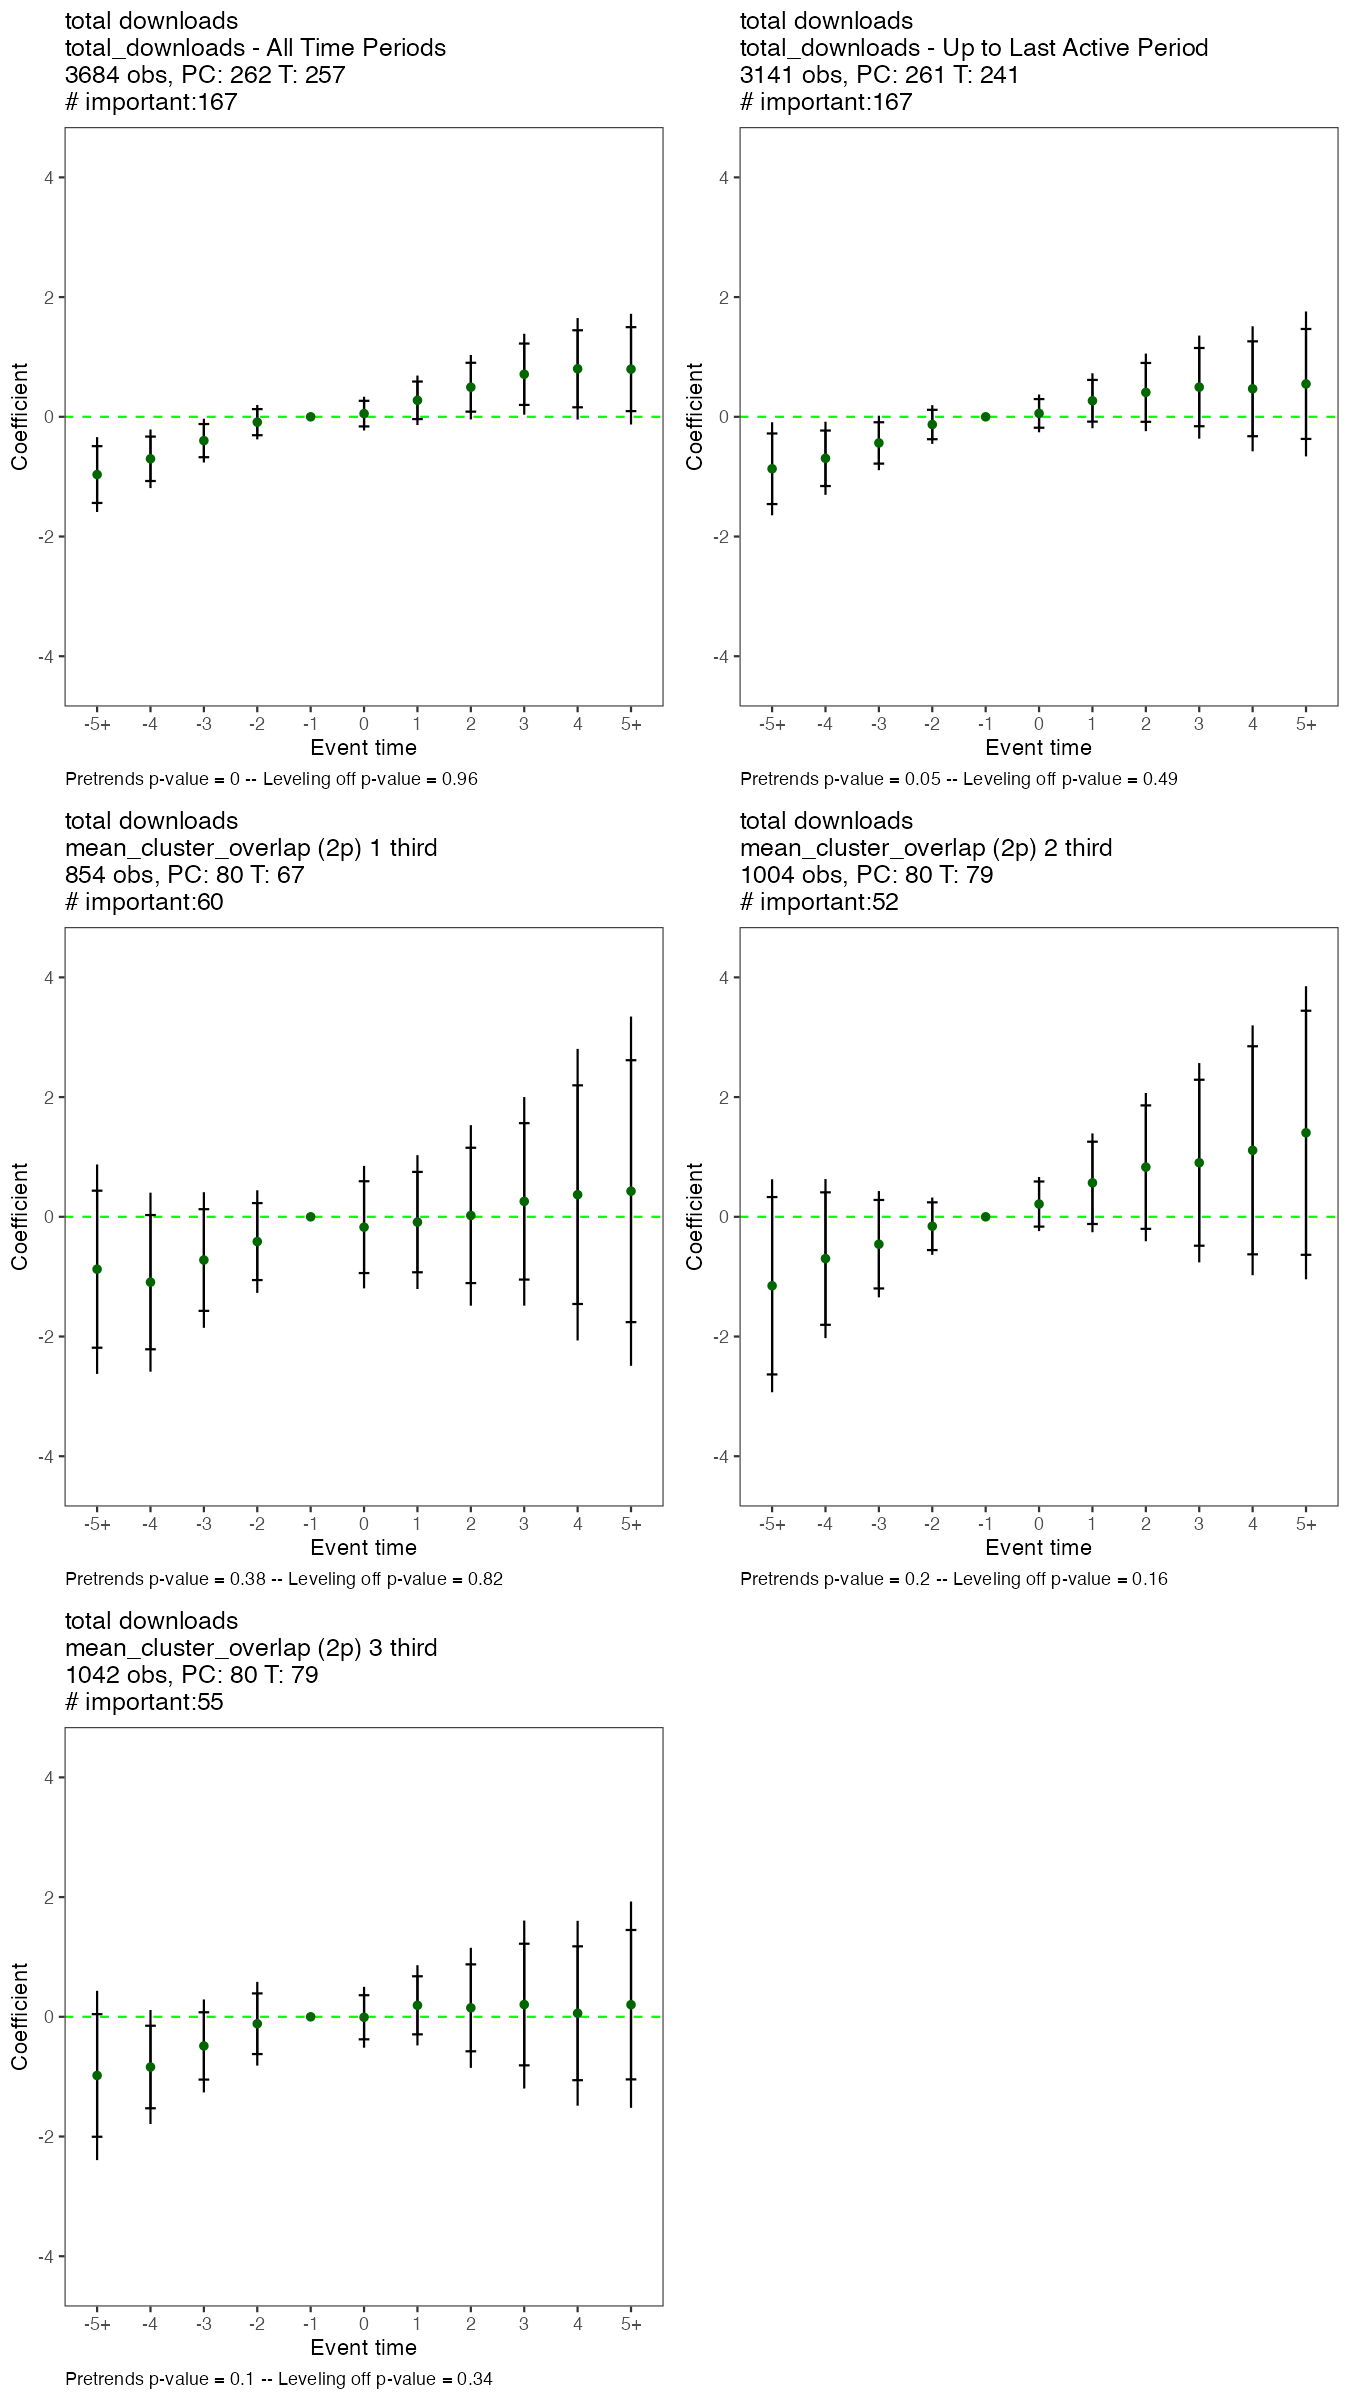 total downloads
total_downloads - All Time Periods
3684 obs, PC: 262 T: 257
# important:167
4
2
0
-2
-4
Coefficient
-5+ -4 -3 -2 -1 0 1 2 3 4 5+
Event time
Pretrends p-value = 0 -- Leveling off p-value = 0.96
total downloads
total_downloads - Up to Last Active Period
3141 obs, PC: 261 T: 241
# important:167
4
2
0
-2
-4
Coefficient
-5+ -4 -3 -2 -1 0 1 2 3 4 5+
Event time
Pretrends p-value = 0.05 -- Leveling off p-value = 0.49
total downloads
mean_cluster_overlap (2p) 1 third
854 obs, PC: 80 T: 67
# important:60
4
2
0
-2
-4
Coefficient
-5+ -4 -3 -2 -1 0 1 2 3 4 5+
Event time
Pretrends p-value = 0.38 -- Leveling off p-value = 0.82
total downloads
mean_cluster_overlap (2p) 2 third
1004 obs, PC: 80 T: 79
# important:52
4
2
0
-2
-4
Coefficient
-5+ -4 -3 -2 -1 0 1 2 3 4 5+
Event time
Pretrends p-value = 0.2 -- Leveling off p-value = 0.16
total downloads
mean_cluster_overlap (2p) 3 third
1042 obs, PC: 80 T: 79
# important:55
4
2
0
-2
-4
Coefficient
-5+ -4 -3 -2 -1 0 1 2 3 4 5+
Event time
Pretrends p-value = 0.1 -- Leveling off p-value = 0.34